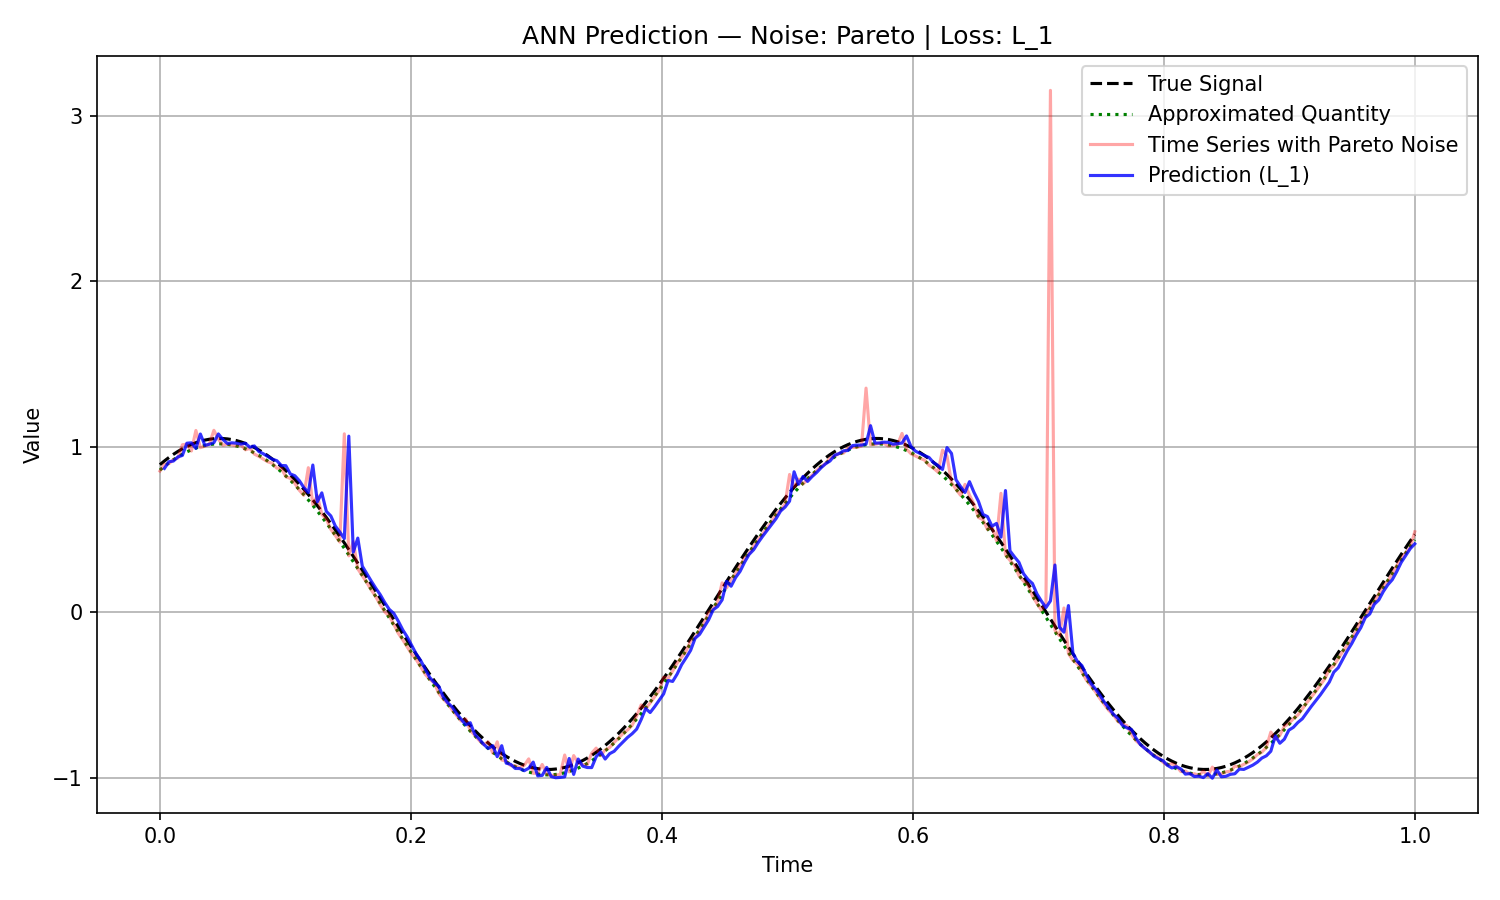 ANN Prediction — Noise: Pareto | Loss: L_1
True Signal
Approximated Quantity
Time Series with Pareto Noise
Prediction (L_1)
3
2
1
0
−1
Value
0.0 0.2 0.4 0.6 0.8 1.0
Time